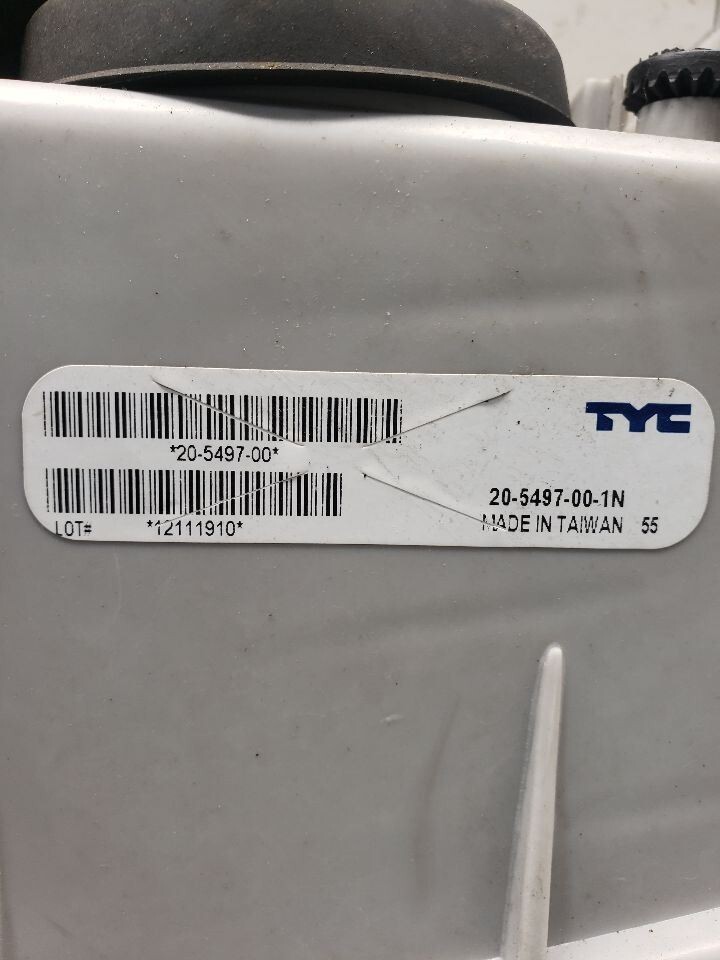 TYC
*20-5497-00*
20-5497-00-1N
LOT# *12111910*
MADE IN TAIWAN 55